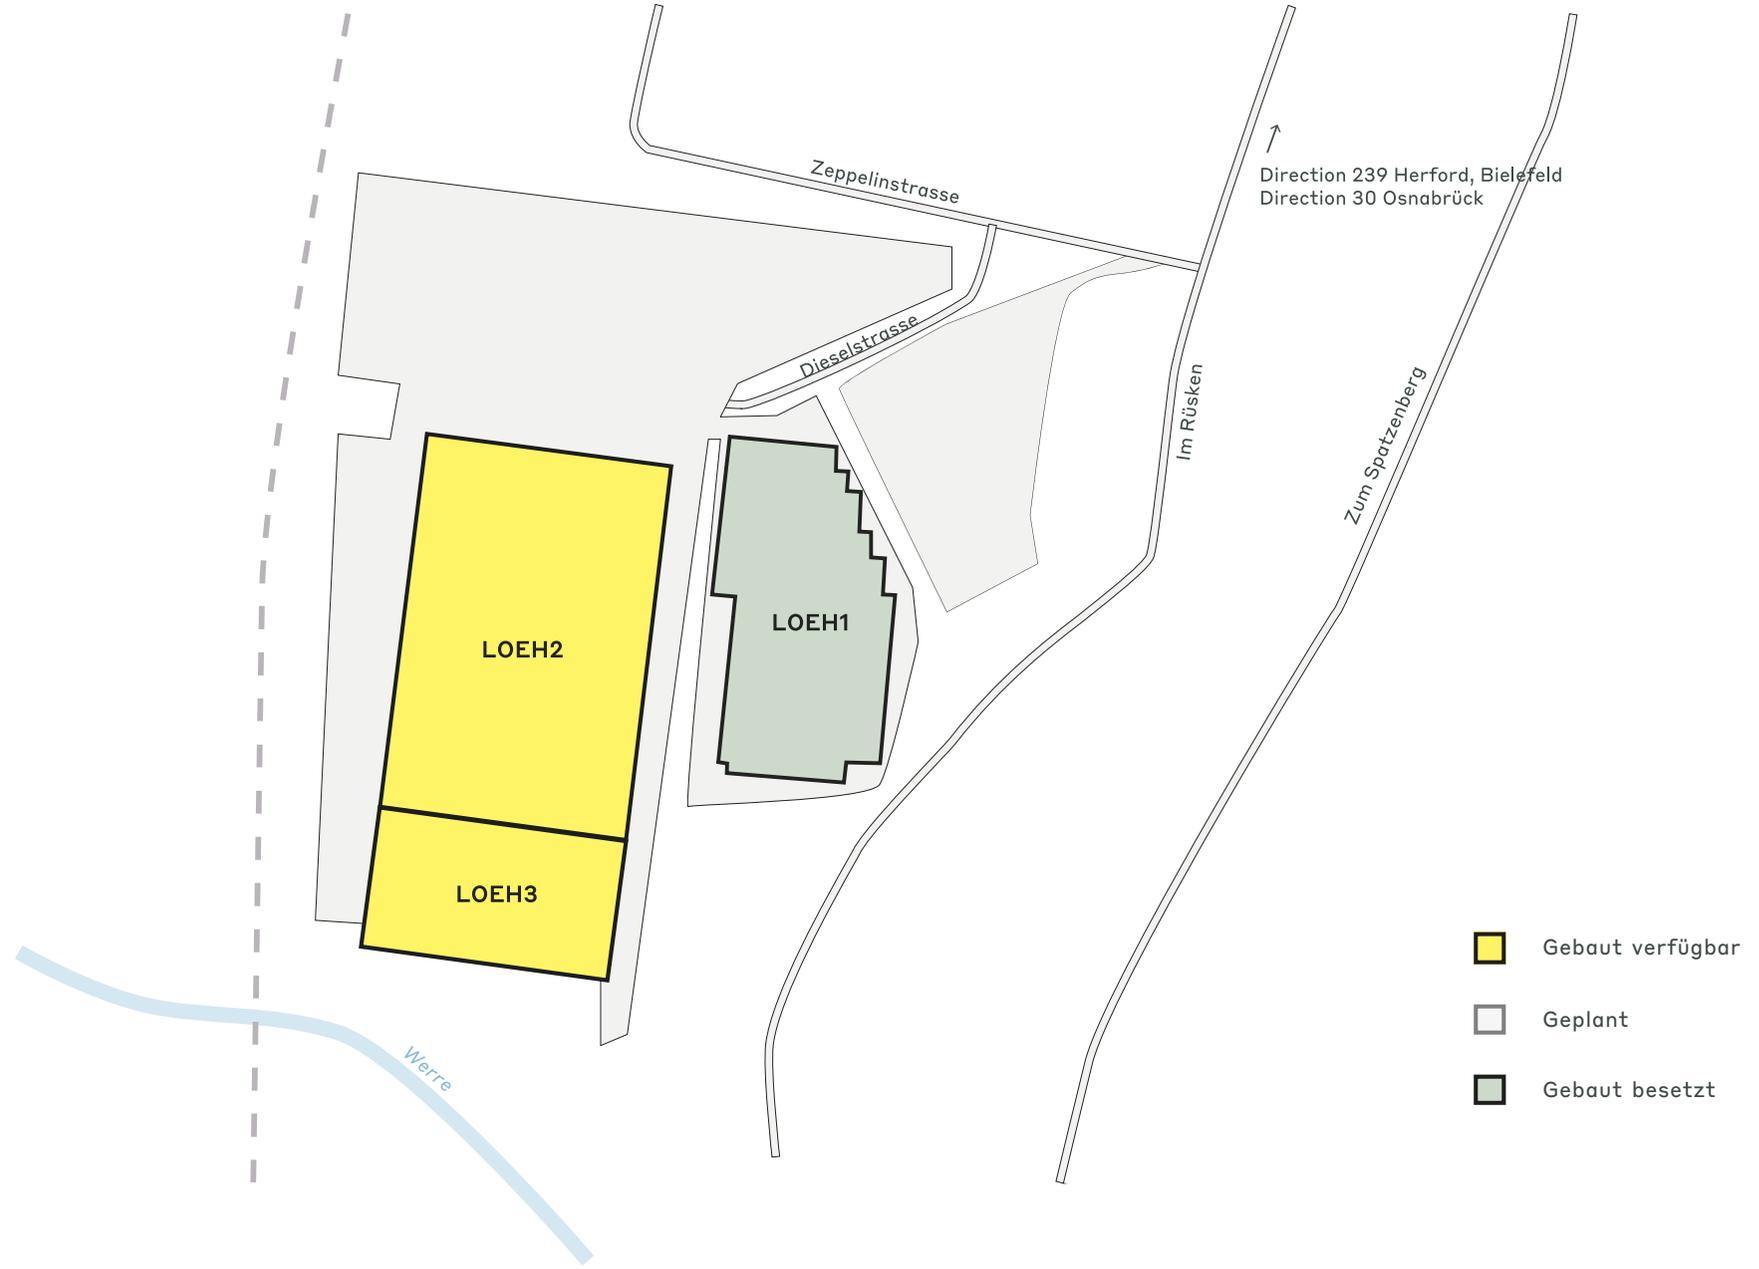 Zeppelinstrasse
Direction 239 Herford, Bielefeld
Direction 30 Osnabrück
Dieselstrasse
Im Rüsken
Zum Spatzenberg
LOEH1
LOEH2
LOEH3
Werre
Gebaut verfügbar
Geplant
Gebaut besetzt